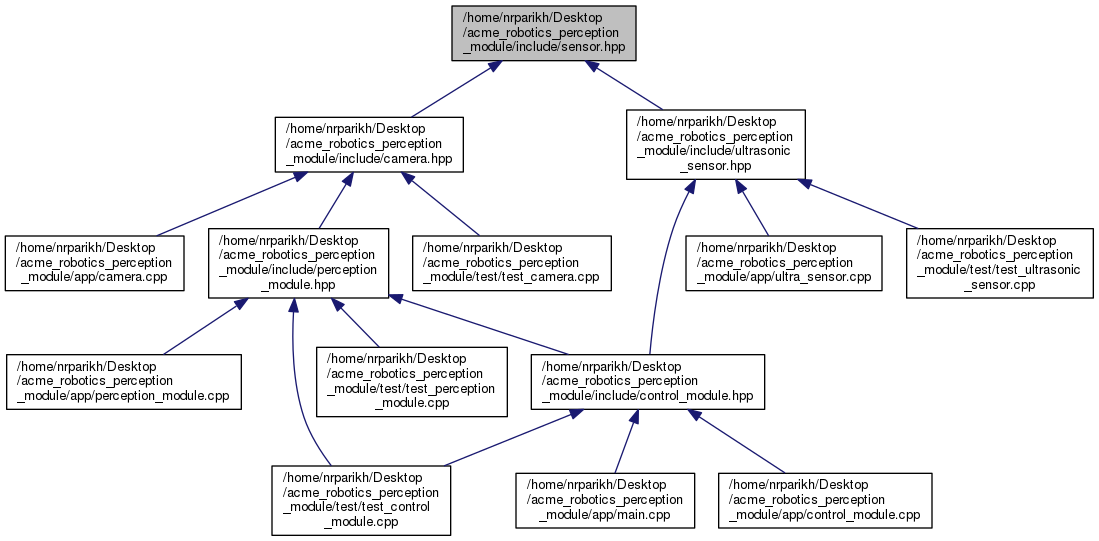 /home/nrparikh/Desktop
/acme_robotics_perception
_module/include/sensor.hpp
/home/nrparikh/Desktop
/acme_robotics_perception
_module/include/camera.hpp
/home/nrparikh/Desktop
/acme_robotics_perception
_module/include/ultrasonic
_sensor.hpp
/home/nrparikh/Desktop
/acme_robotics_perception
_module/app/camera.cpp
/home/nrparikh/Desktop
/acme_robotics_perception
_module/include/perception
_module.hpp
/home/nrparikh/Desktop
/acme_robotics_perception
_module/test/test_camera.cpp
/home/nrparikh/Desktop
/acme_robotics_perception
_module/app/ultra_sensor.cpp
/home/nrparikh/Desktop
/acme_robotics_perception
_module/test/test_ultrasonic
_sensor.cpp
/home/nrparikh/Desktop
/acme_robotics_perception
_module/app/perception_module.cpp
/home/nrparikh/Desktop
/acme_robotics_perception
_module/test/test_perception
_module.cpp
/home/nrparikh/Desktop
/acme_robotics_perception
_module/include/control_module.hpp
/home/nrparikh/Desktop
/acme_robotics_perception
_module/test/test_control
_module.cpp
/home/nrparikh/Desktop
/acme_robotics_perception
_module/app/main.cpp
/home/nrparikh/Desktop
/acme_robotics_perception
_module/app/control_module.cpp